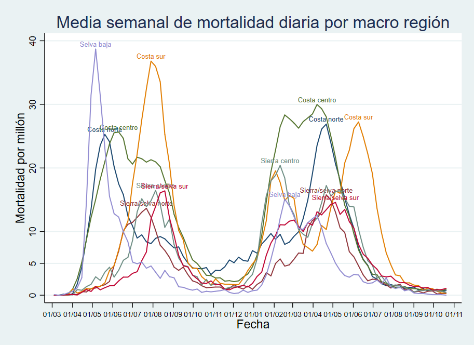 Media semanal de mortalidad diaria por macro región
Mortalidad por millón
40
30
20
10
5
0
Selva baja
Costa sur
Costa centro
Costa norte
Sierra/selva sur
Sierra/selva norte
Costa centro
Costa norte
Costa sur
Sierra centro
Selva baja
Sierra/selva norte
Sierra/selva sur
01/03 01/04 01/05 01/06 01/07 01/08 01/09 01/10 01/11 01/12 01/01 01/02 01/03 01/04 01/05 01/06 01/07 01/08 01/09 01/10 01/11
Fecha